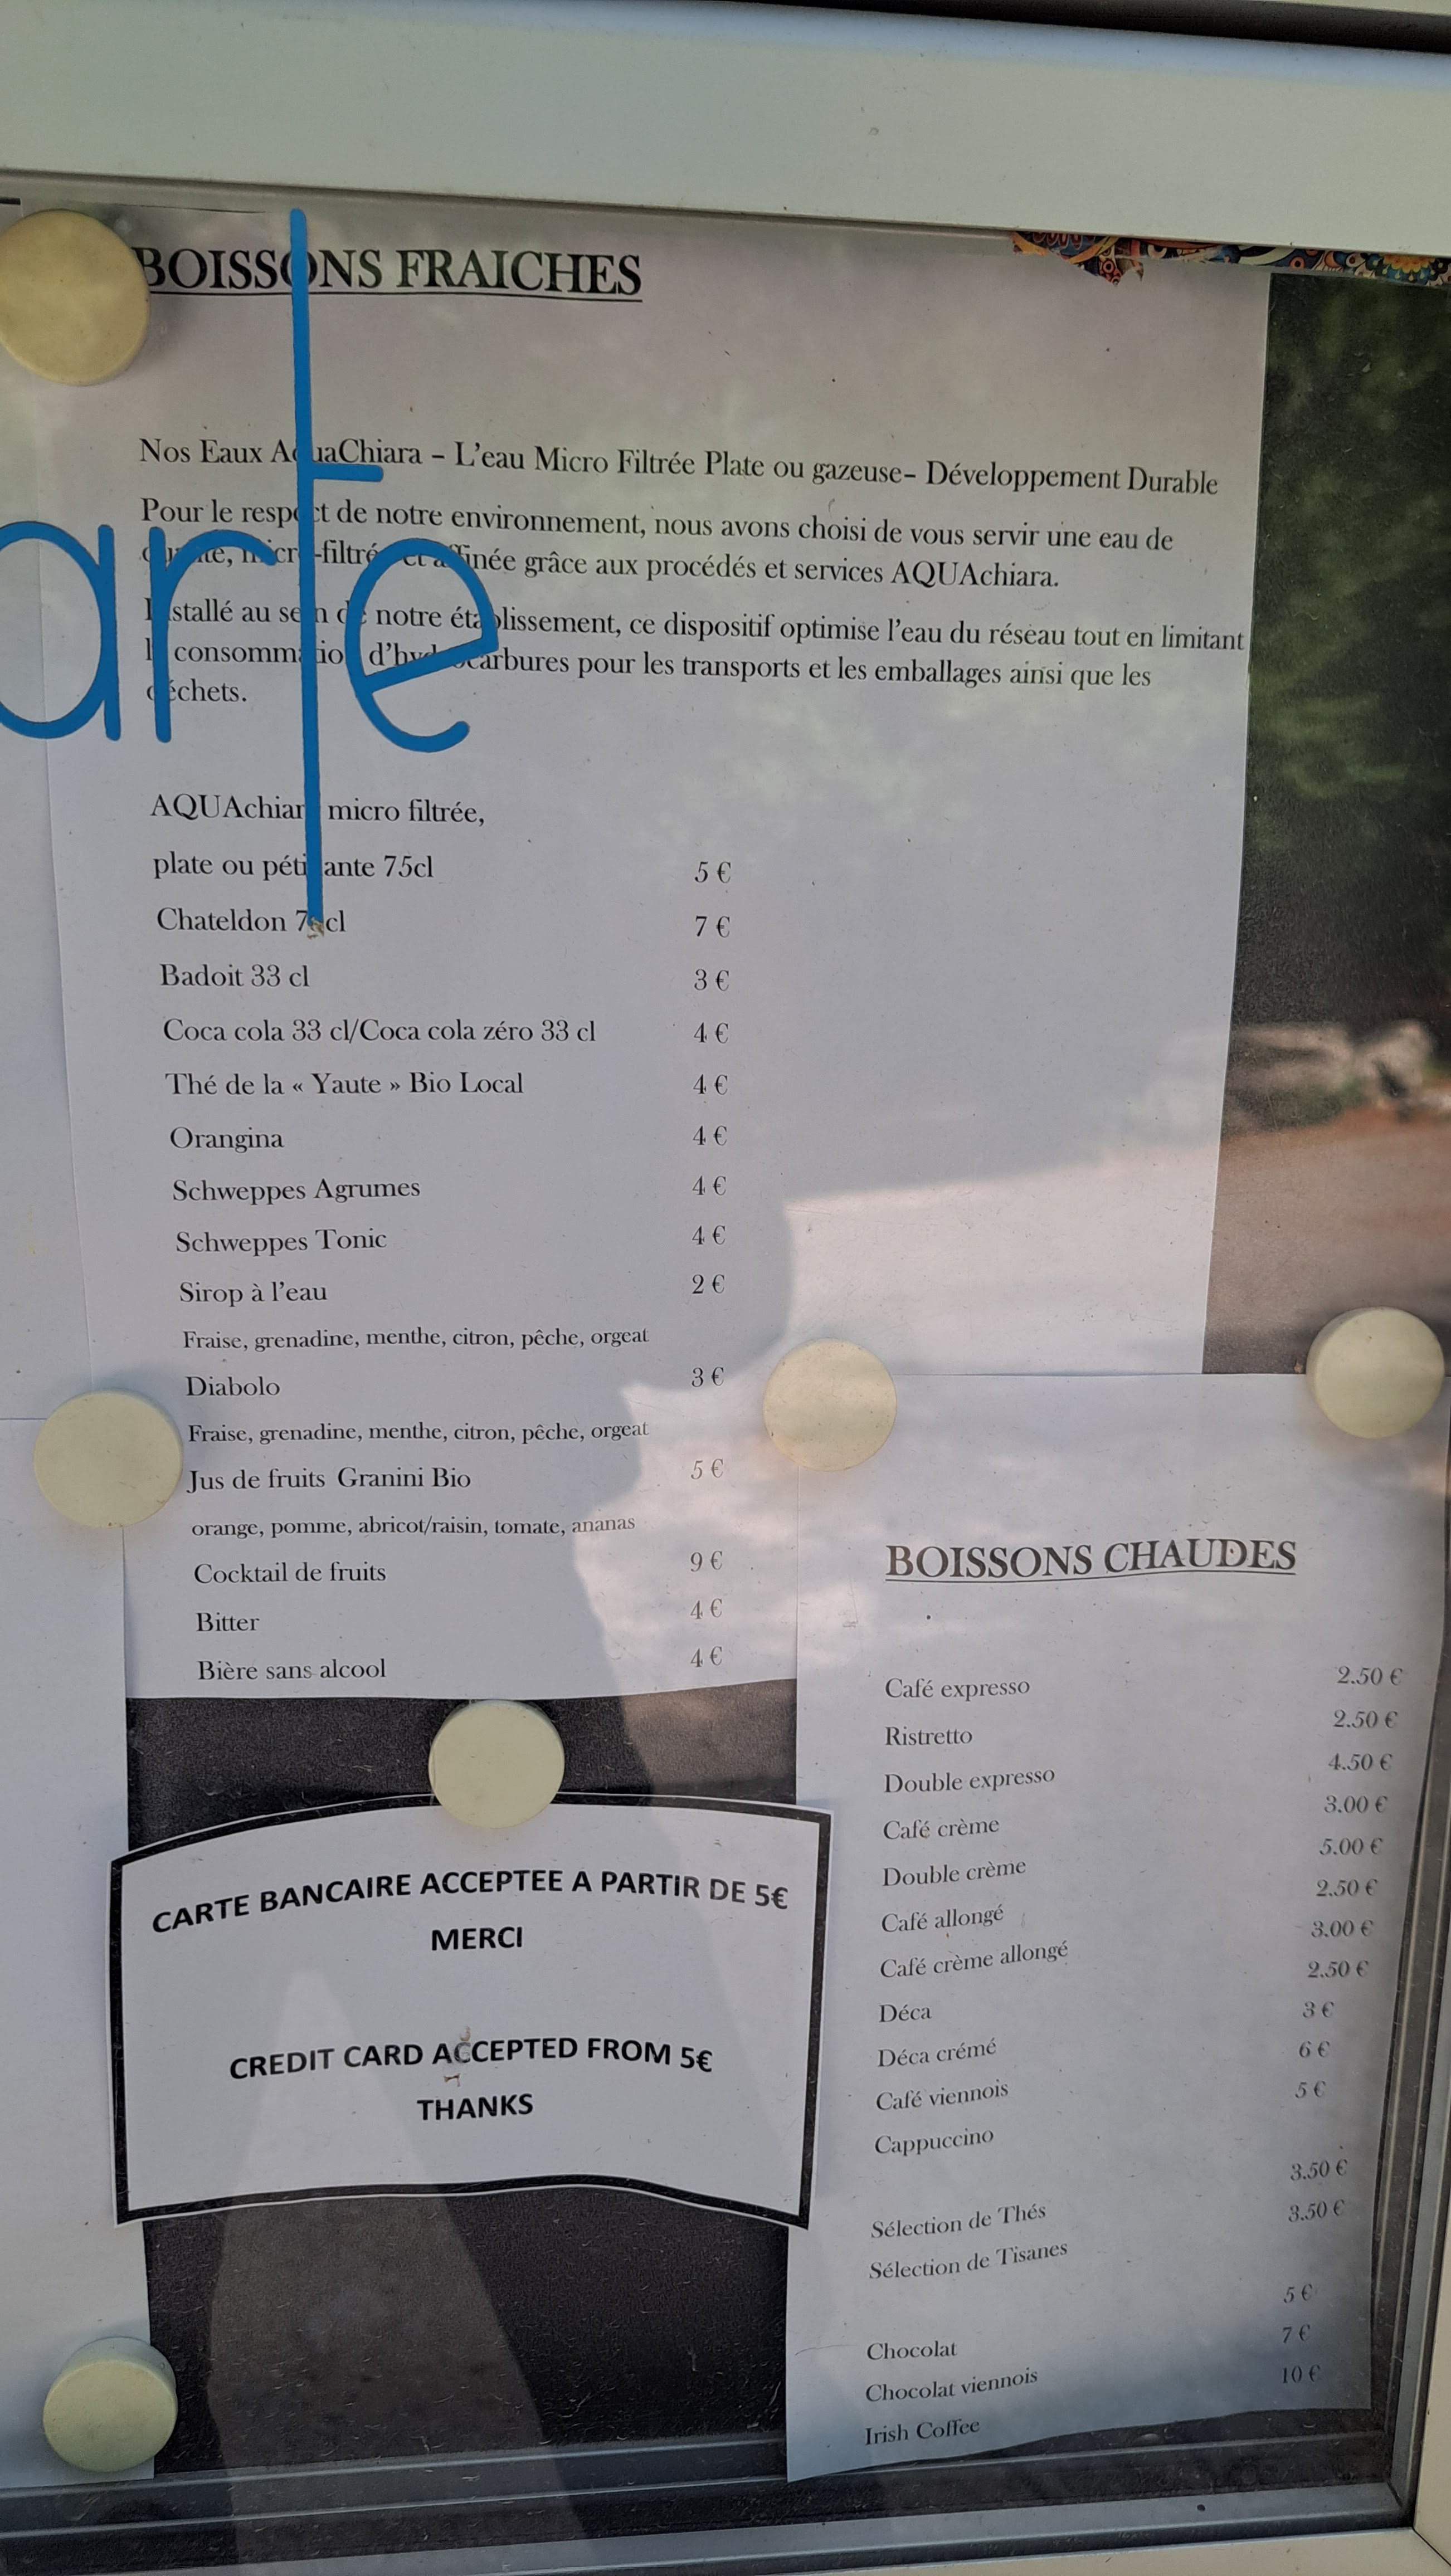 BOISSONS FRAICHES
Nos Eaux AquaChiara – L'eau Micro Filtrée Plate ou gazeuse– Développement Durable
Pour le respect de notre environnement, nous avons choisi de vous servir une eau de
qualité, micro-filtrée et affinée grâce aux procédés et services AQUAchiara.
Installé au sein de notre établissement, ce dispositif optimise l'eau du réseau tout en limitant
la consommation d'hydrocarbures pour les transports et les emballages ainsi que les
déchets.
arte
AQUAchiara micro filtrée,
plate ou pétillante 75cl 5 €
Chateldon 75cl 7 €
Badoit 33 cl 3 €
Coca cola 33 cl/Coca cola zéro 33 cl 4 €
Thé de la « Yaute » Bio Local 4 €
Orangina 4 €
Schweppes Agrumes 4 €
Schweppes Tonic 4 €
Sirop à l'eau 2 €
Fraise, grenadine, menthe, citron, pêche, orgeat
Diabolo 3 €
Fraise, grenadine, menthe, citron, pêche, orgeat
Jus de fruits Granini Bio 5 €
orange, pomme, abricot/raisin, tomate, ananas
Cocktail de fruits 9 €
Bitter 4 €
Bière sans alcool 4 €
CARTE BANCAIRE ACCEPTEE A PARTIR DE 5€
MERCI
CREDIT CARD ACCEPTED FROM 5€
THANKS
BOISSONS CHAUDES
Café expresso 2.50 €
Ristretto 2.50 €
Double expresso 4.50 €
Café crème 3.00 €
Double crème 5.00 €
Café allongé 2.50 €
Café crème allongé 3.00 €
Déca 2.50 €
Déca crémé 3 €
Café viennois 6 €
Cappuccino 5 €
Sélection de Thés 3.50 €
Sélection de Tisanes 3.50 €
Chocolat 5 €
Chocolat viennois 7 €
Irish Coffee 10 €